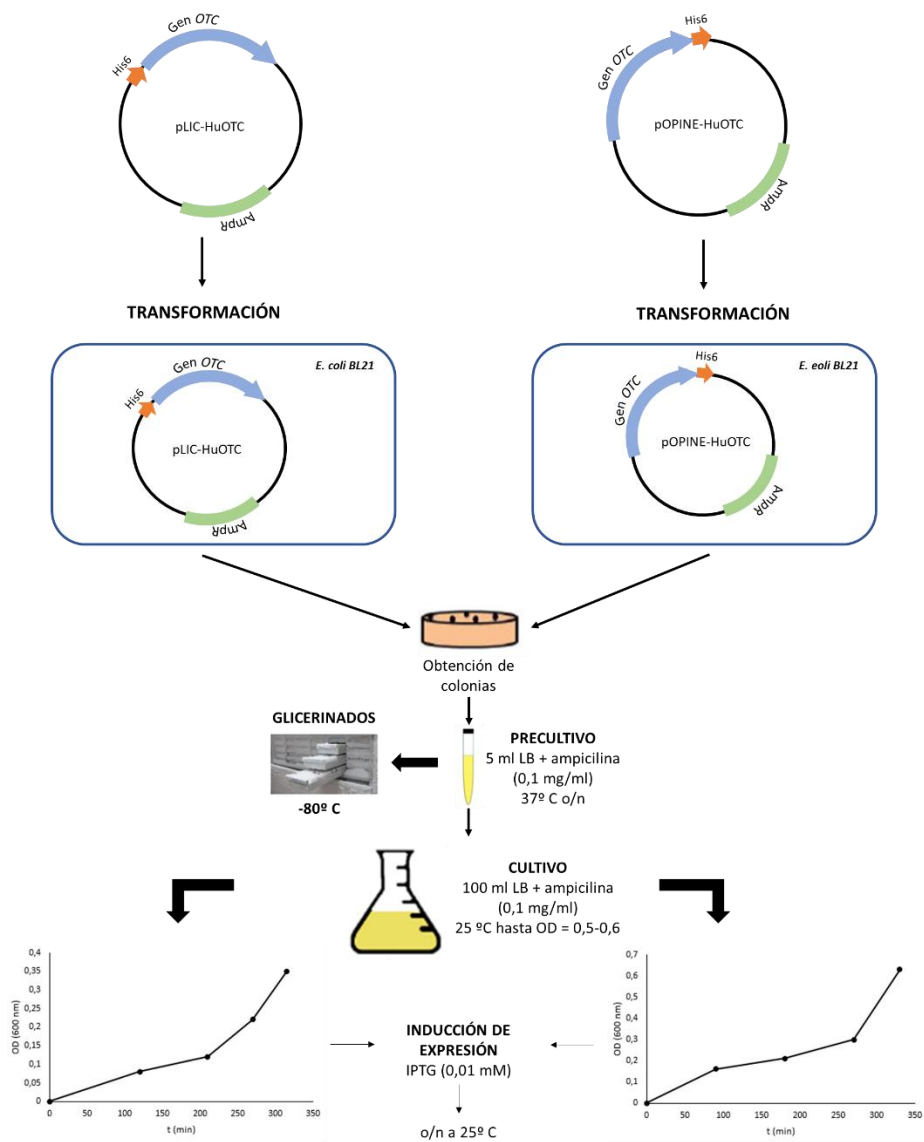 His6
Gen OTC
pLIC-HuOTC
AmpR
His6
Gen OTC
pOPINE-HuOTC
AmpR
TRANSFORMACIÓN
TRANSFORMACIÓN
E. coli BL21
His6
Gen OTC
pLIC-HuOTC
AmpR
E. eoli BL21
His6
Gen OTC
pOPINE-HuOTC
AmpR
Obtención de
colonias
GLICERINADOS
-80º C
PRECULTIVO
5 ml LB + ampicilina
(0,1 mg/ml)
37º C o/n
CULTIVO
100 ml LB + ampicilina
(0,1 mg/ml)
25 ºC hasta OD = 0,5-0,6
OD (600 nm)
0,4
0,35
0,3
0,25
0,2
0,15
0,1
0,05
0
0 50 100 150 200 250 300 350
t (min)
INDUCCIÓN DE
EXPRESIÓN
IPTG (0,01 mM)
o/n a 25º C
OD (600 nm)
0,7
0,6
0,5
0,4
0,3
0,2
0,1
0
0 50 100 150 200 250 300 350
t (min)